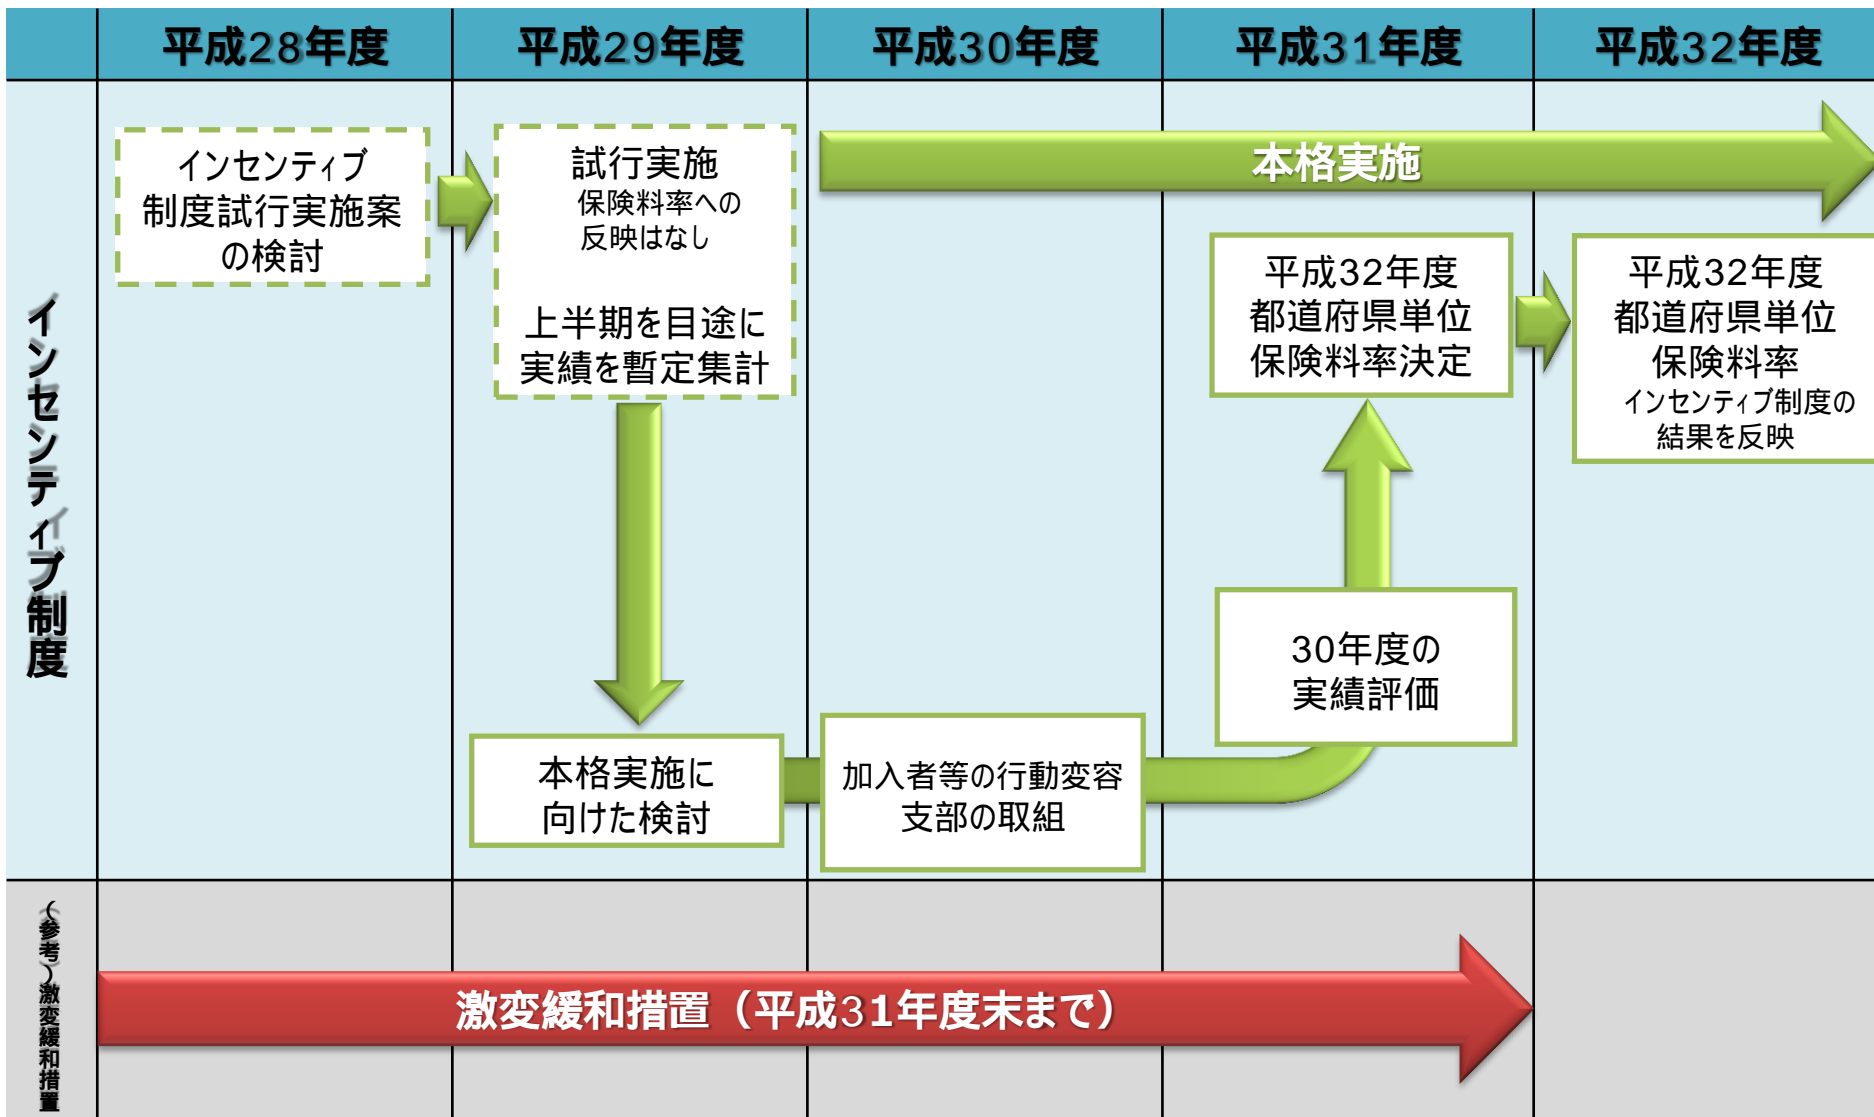 平成28年度
平成29年度
平成30年度
平成31年度
平成32年度
インセンティブ制度
インセンティブ
制度試行実施案
の検討
試行実施
保険料率への
反映はなし
上半期を目途に
実績を暫定集計
本格実施に
向けた検討
本格実施
加入者等の行動変容
支部の取組
30年度の
実績評価
平成32年度
都道府県単位
保険料率決定
平成32年度
都道府県単位
保険料率
インセンティブ制度の
結果を反映
(参考)激変緩和措置
激変緩和措置(平成31年度末まで)